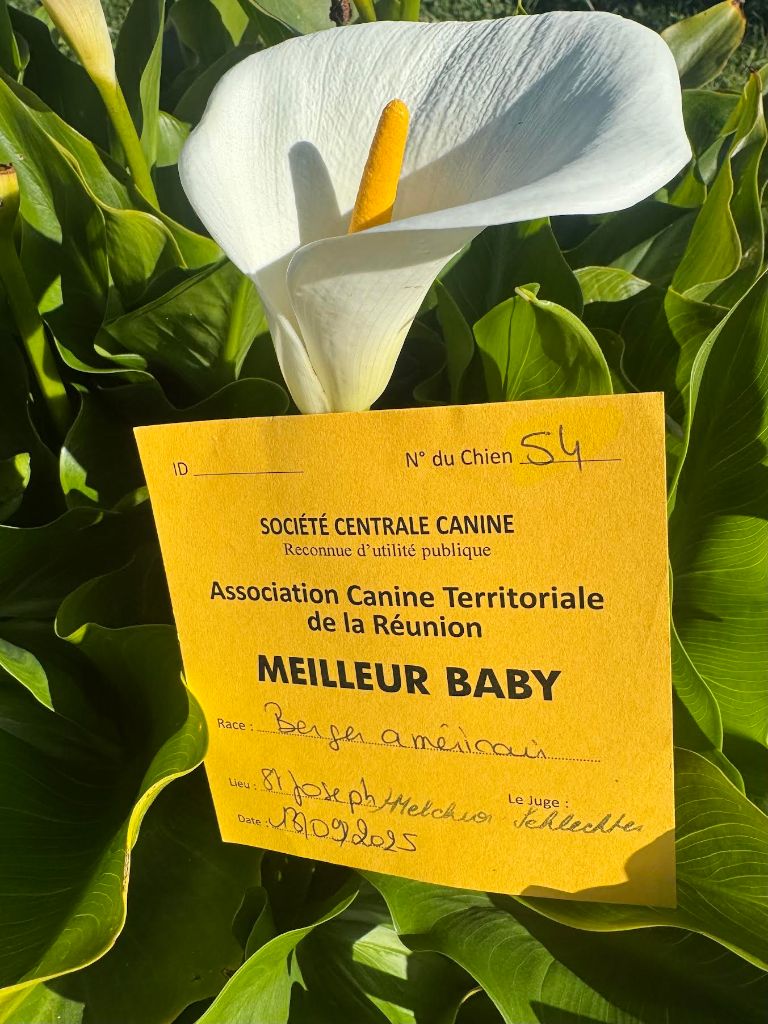 ID
N° du Chien 54
SOCIÉTÉ CENTRALE CANINE
Reconnue d'utilité publique
Association Canine Territoriale
de la Réunion
MEILLEUR BABY
Race : Berger américain
Lieu : St Joseph
Le Juge :
Melchior Schlechter
Date : 13/09/2025